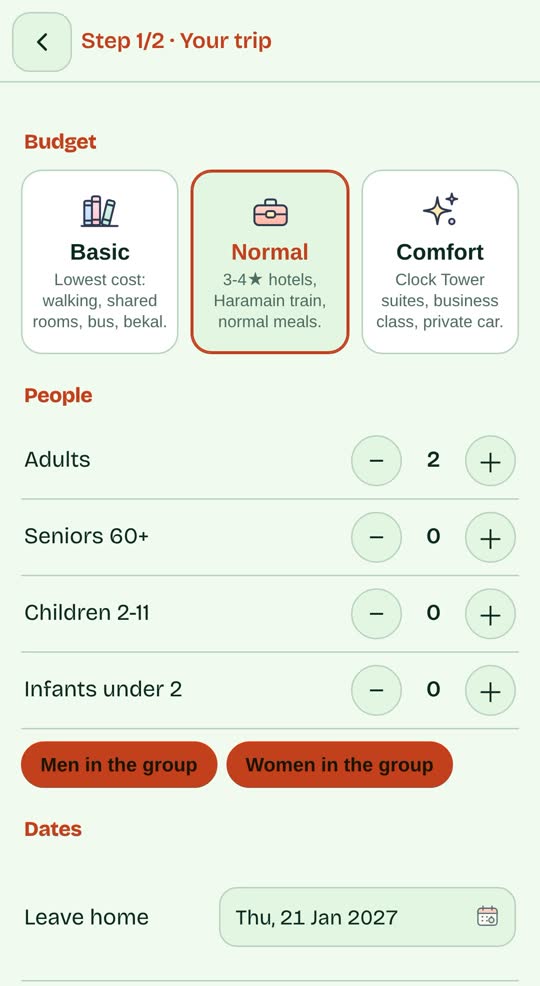 Step 1/2 · Your trip
Budget
Basic
Lowest cost:
walking, shared
rooms, bus, bekal.
Normal
3-4★ hotels,
Haramain train,
normal meals.
Comfort
Clock Tower
suites, business
class, private car.
People
Adults
− 2 +
Seniors 60+
− 0 +
Children 2-11
− 0 +
Infants under 2
− 0 +
Men in the group
Women in the group
Dates
Leave home
Thu, 21 Jan 2027